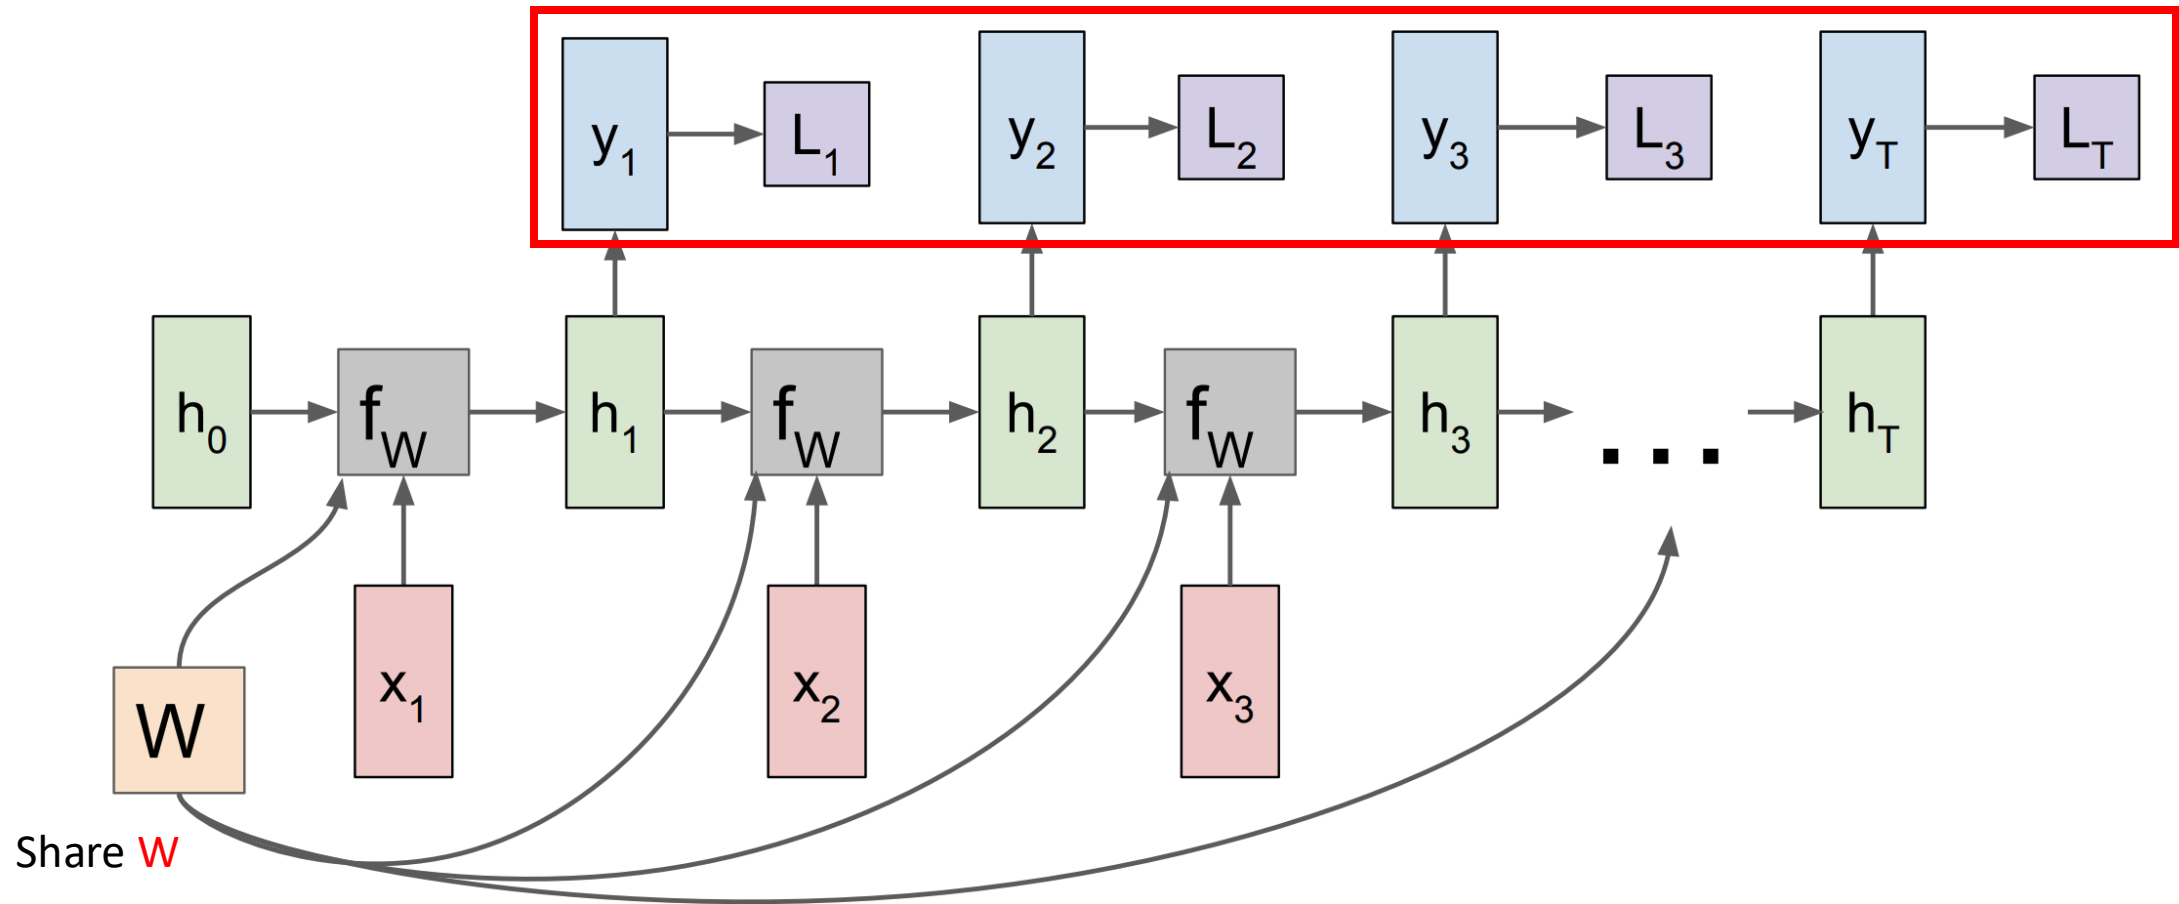 y1 L1 y2 L2 y3 L3 yT LT
h0 fW h1 fW h2 fW h3 ... hT
W x1 x2 x3
Share W